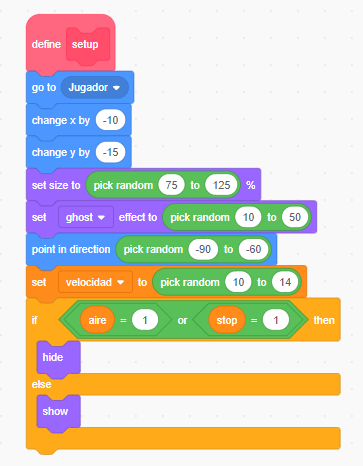 define setup
go to Jugador
change x by -10
change y by -15
set size to pick random 75 to 125 %
set ghost effect to pick random 10 to 50
point in direction pick random -90 to -60
set velocidad to pick random 10 to 14
if aire = 1 or stop = 1 then
hide
else
show